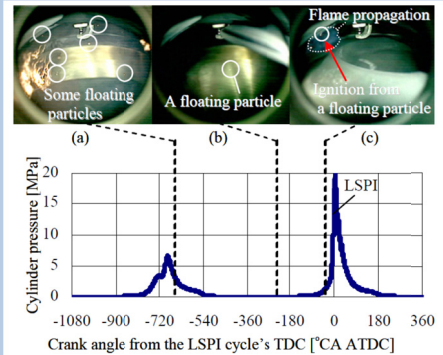 Flame propagation
Some floating
particles
A floating particle
Ignition from
a floating particle
(a)
(b)
(c)
Cylinder pressure [MPa]
20
15
10
5
0
LSPI
-1080 -900 -720 -540 -360 -180 0 180 360
Crank angle from the LSPI cycle's TDC [°CA ATDC]